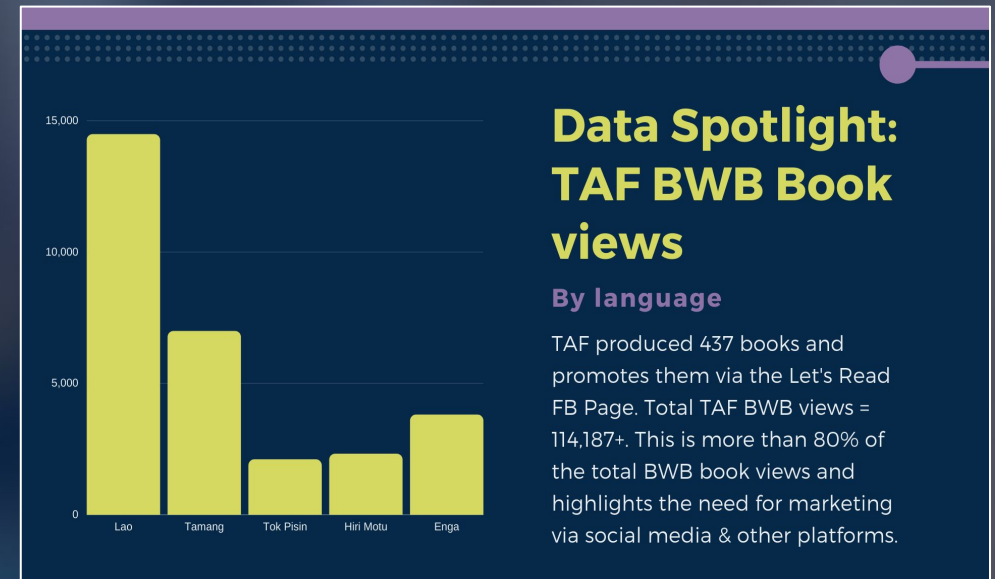 15,000
10,000
5,000
0
Lao
Tamang
Tok Pisin
Hiri Motu
Enga
Data Spotlight:
TAF BWB Book
views
By language
TAF produced 437 books and
promotes them via the Let's Read
FB Page. Total TAF BWB views =
114,187+. This is more than 80% of
the total BWB book views and
highlights the need for marketing
via social media & other platforms.